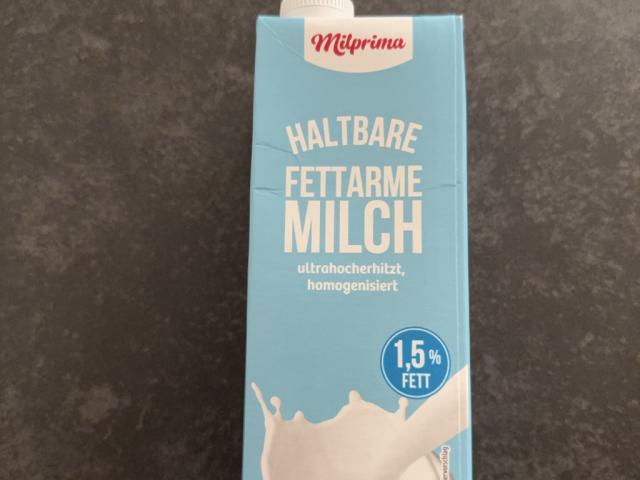 Milprima
HALTBARE
FETTARME
MILCH
ultrahocherhitzt,
homogenisiert
1,5%
FETT